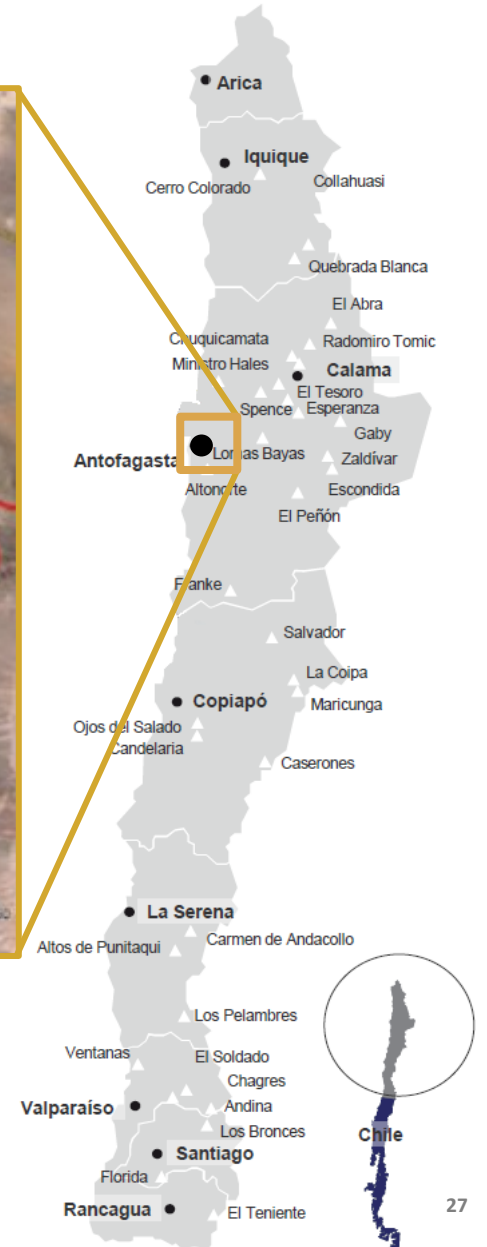 Arica
Iquique
Cerro Colorado
Collahuasi
Quebrada Blanca
El Abra
Chuquicamata
Radomiro Tomic
Ministro Hales
Calama
El Tesoro
Spence
Esperanza
Gaby
Antofagasta
Lomas Bayas
Zaldívar
Altonorte
Escondida
El Peñón
Franke
Salvador
La Coipa
Copiapó
Maricunga
Ojos del Salado
Candelaria
Caserones
La Serena
Altos de Punitaqui
Carmen de Andacollo
Los Pelambres
Ventanas
El Soldado
Chagres
Valparaíso
Andina
Los Bronces
Chile
Santiago
Florida
Rancagua
El Teniente
27